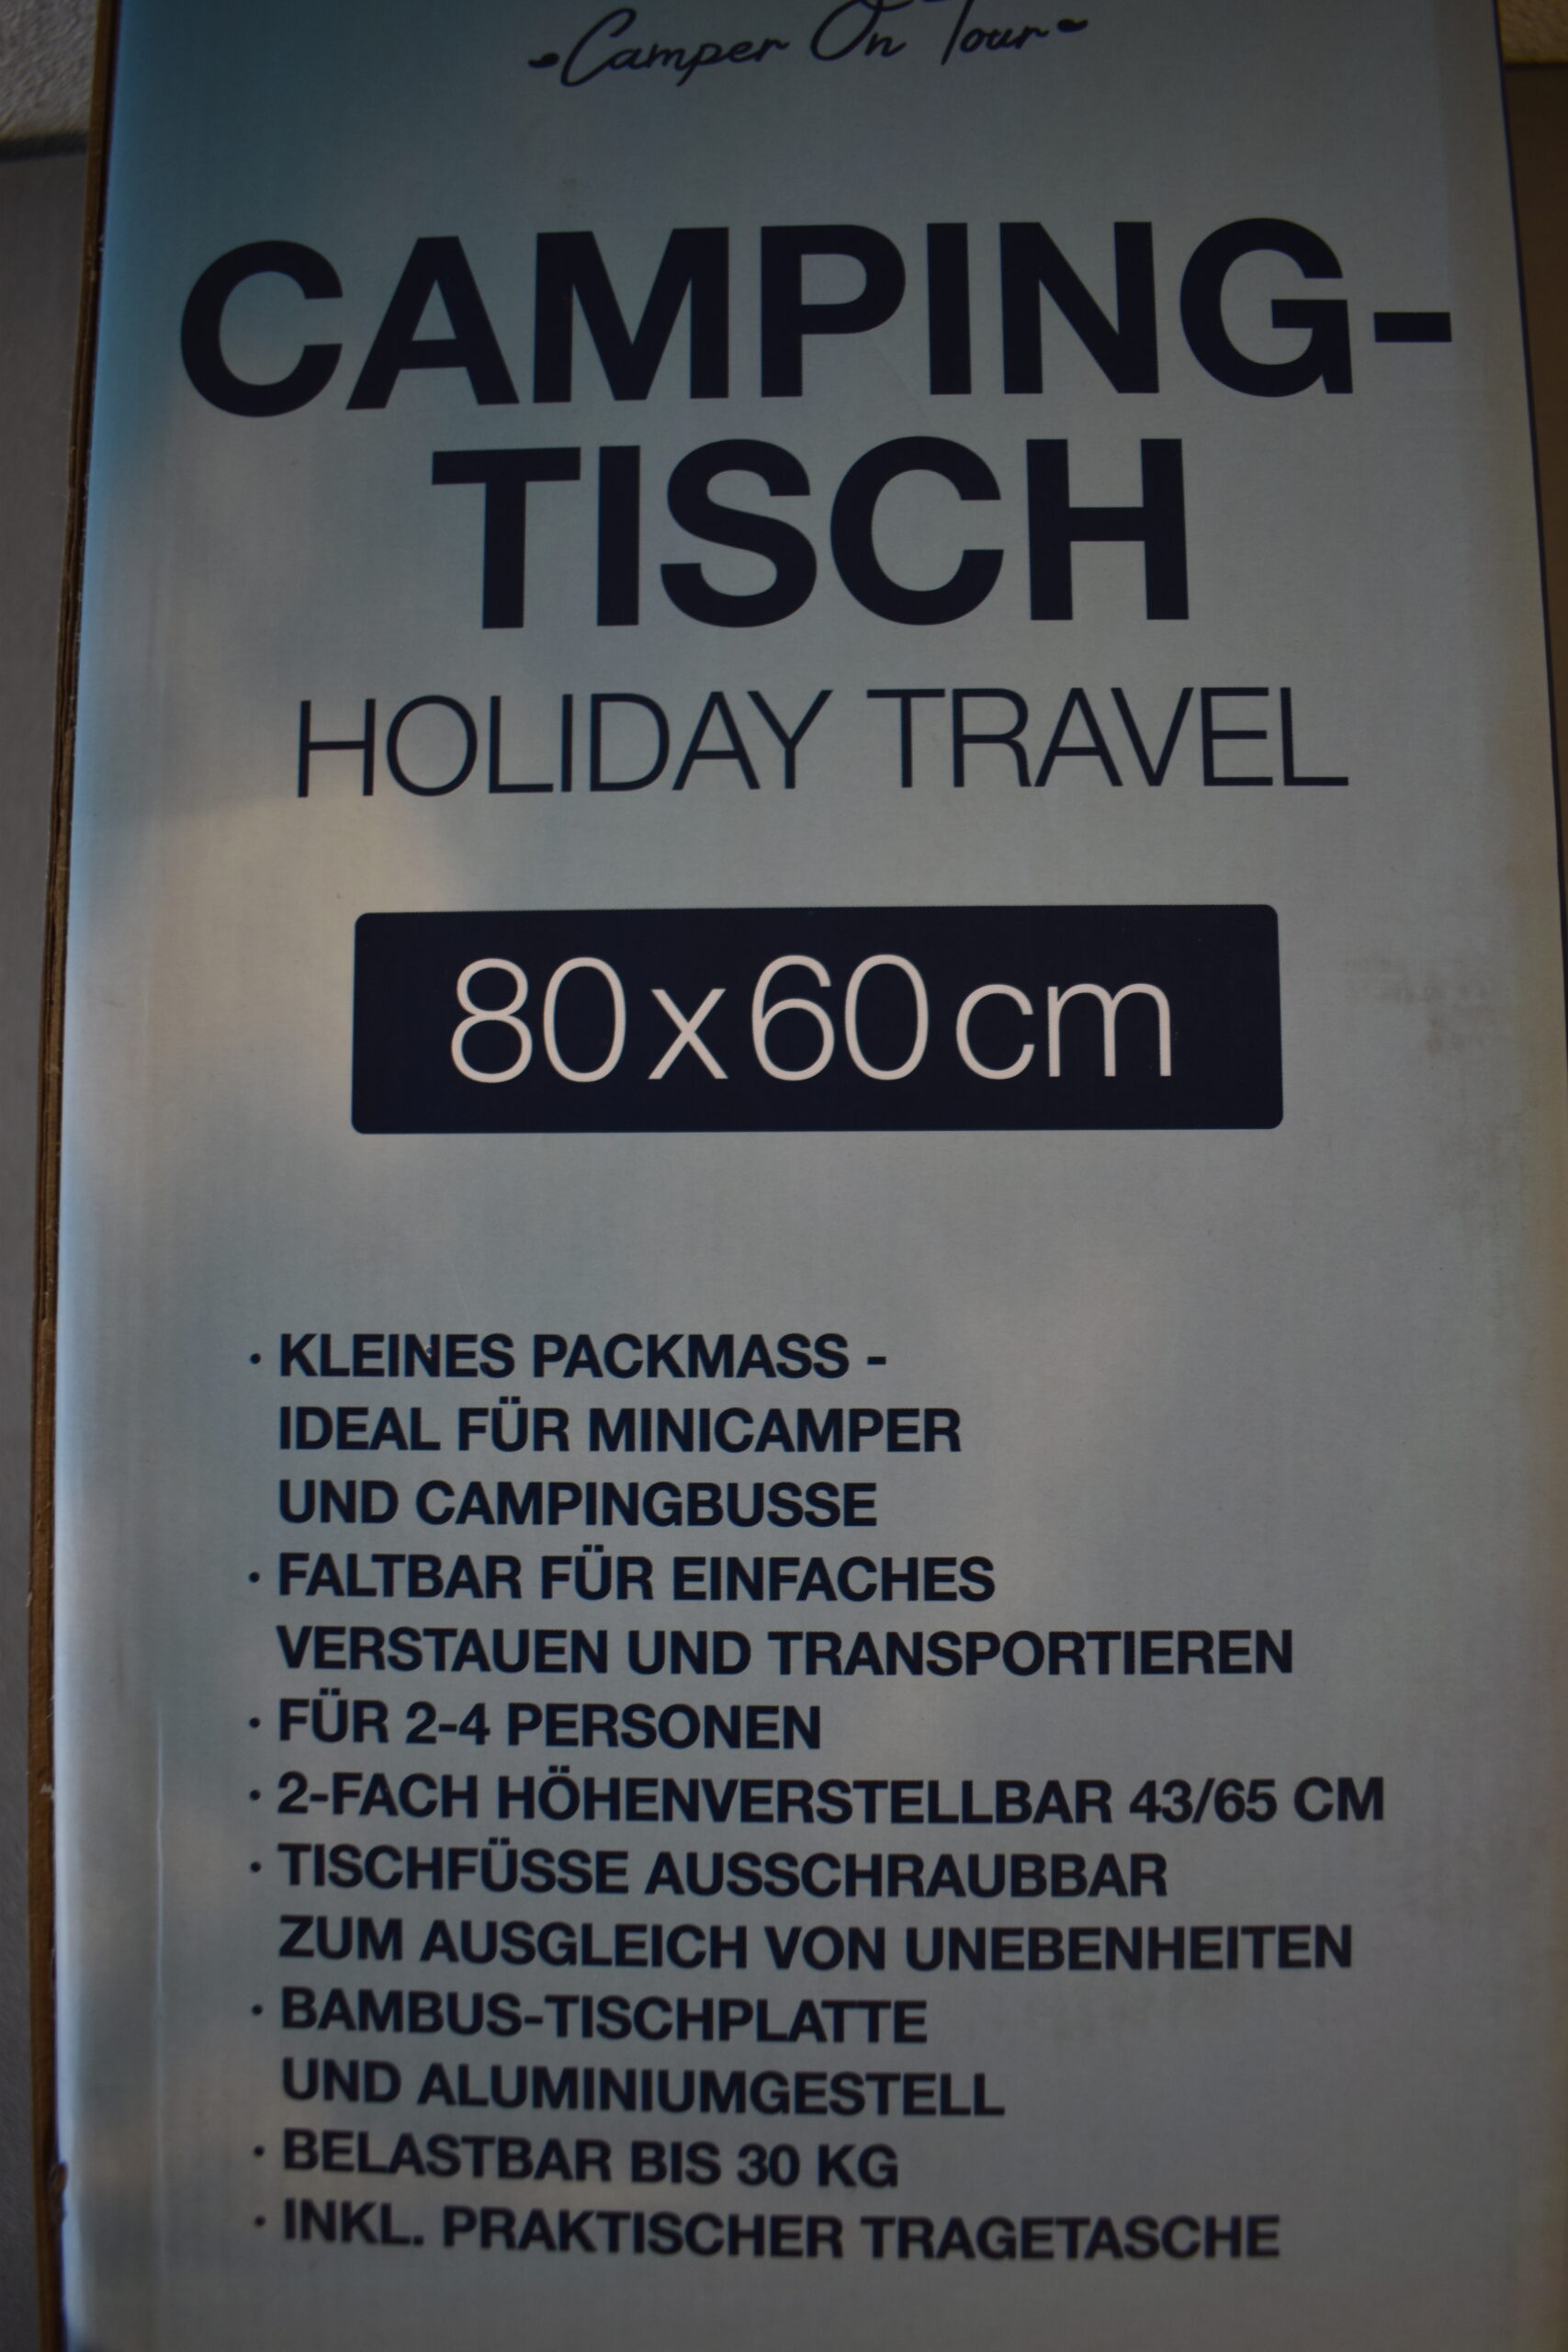 Camper On Tour
CAMPING-
TISCH
HOLIDAY TRAVEL
80x60cm
· KLEINES PACKMASS -
IDEAL FÜR MINICAMPER
UND CAMPINGBUSSE
· FALTBAR FÜR EINFACHES
VERSTAUEN UND TRANSPORTIEREN
· FÜR 2-4 PERSONEN
· 2-FACH HÖHENVERSTELLBAR 43/65 CM
· TISCHFÜSSE AUSSCHRAUBBAR
ZUM AUSGLEICH VON UNEBENHEITEN
· BAMBUS-TISCHPLATTE
UND ALUMINIUMGESTELL
· BELASTBAR BIS 30 KG
· INKL. PRAKTISCHER TRAGETASCHE